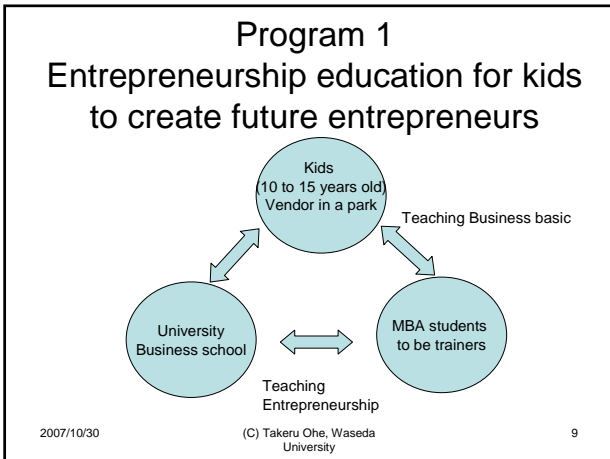 Program 1
Entrepreneurship education for kids
to create future entrepreneurs
Kids
(10 to 15 years old)
Vendor in a park
Teaching Business basic
University
Business school
MBA students
to be trainers
Teaching
Entrepreneurship
2007/10/30
(C) Takeru Ohe, Waseda
University
9